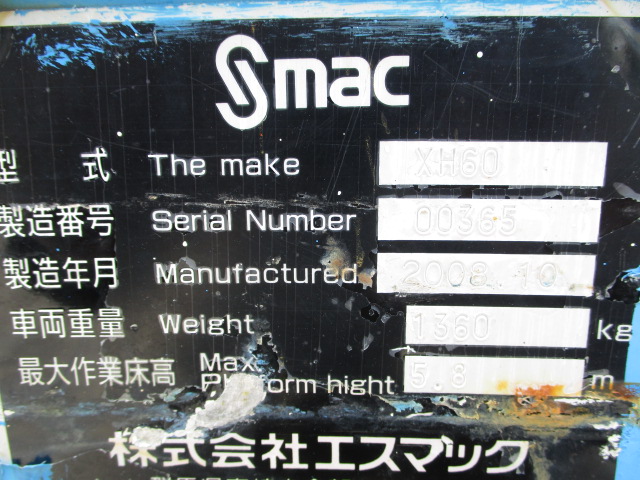 Smac
型式 The make XH60
製造番号 Serial Number 00365
製造年月 Manufactured 2008.10
車両重量 Weight 1360 kg
最大作業床高 Max Platform hight 5.8 m
株式会社エスマック